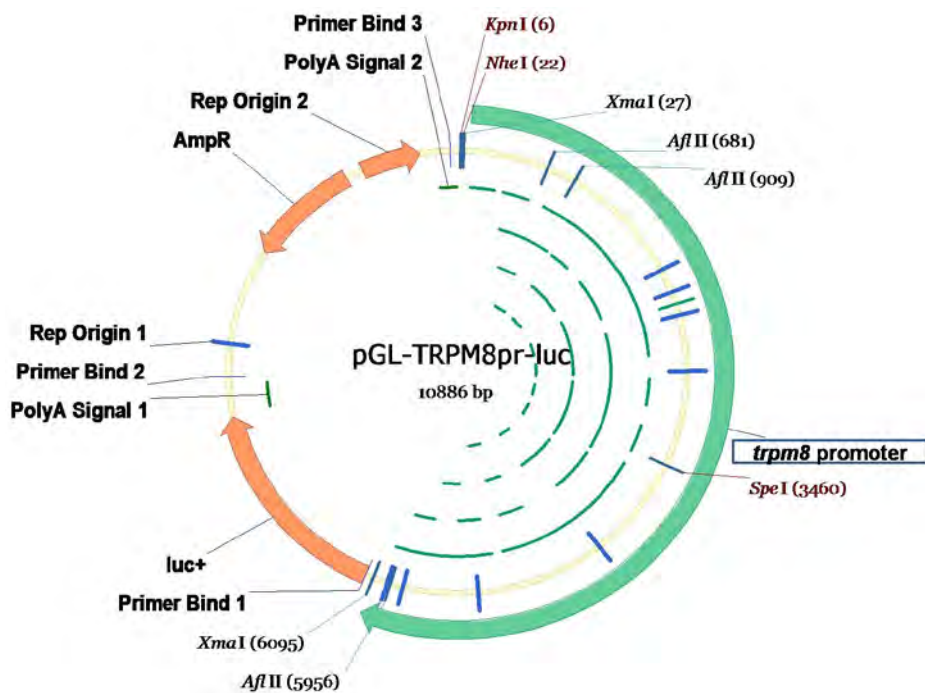 Primer Bind 3
KpnI (6)
PolyA Signal 2
NheI (22)
Rep Origin 2
XmaI (27)
AmpR
AflII (681)
AflII (909)
Rep Origin 1
pGL-TRPM8pr-luc
Primer Bind 2
10886 bp
PolyA Signal 1
trpm8 promoter
SpeI (3460)
luc+
Primer Bind 1
XmaI (6095)
AflII (5956)